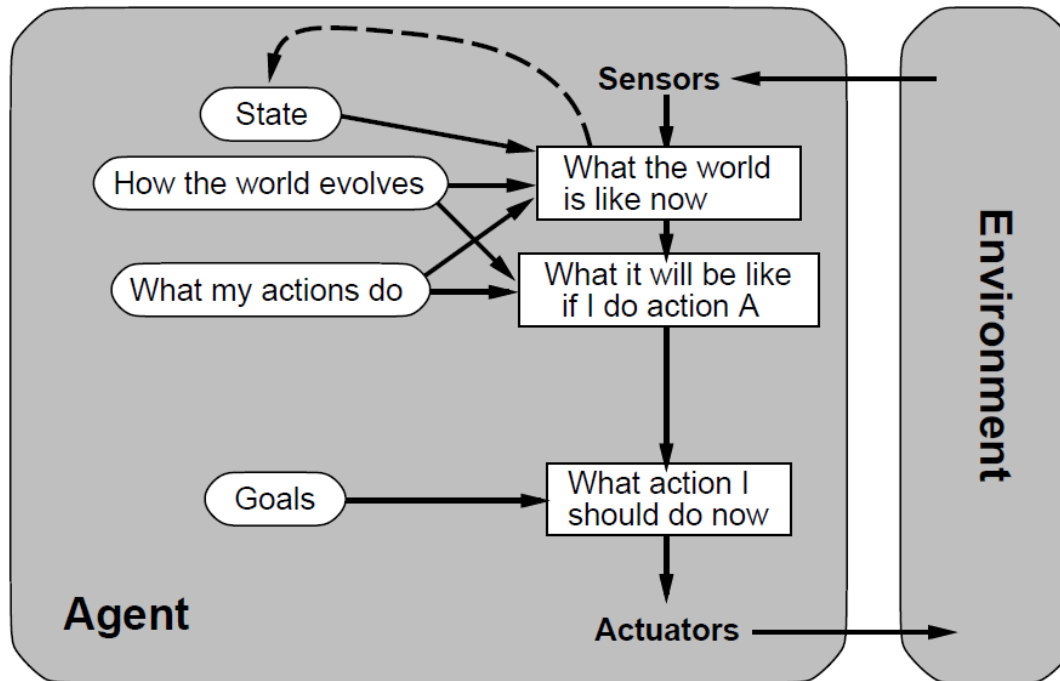 Sensors
State
What the world
is like now
How the world evolves
What it will be like
if I do action A
What my actions do
Goals
What action I
should do now
Agent
Actuators
Environment